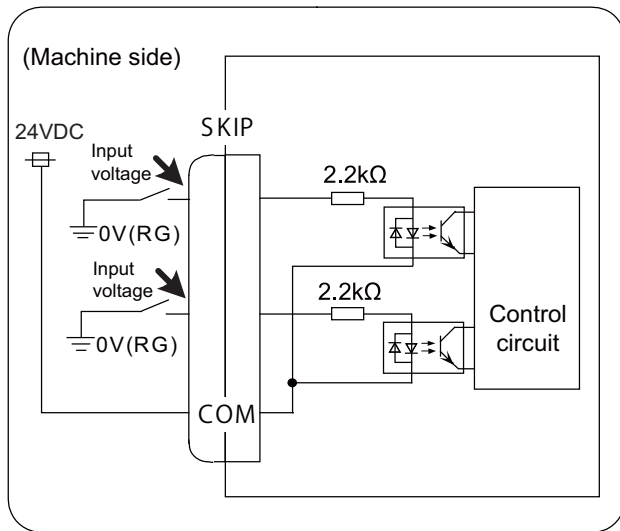 (Machine side)
SKIP
24VDC
Input
voltage
2.2kΩ
0V(RG)
Input
voltage
2.2kΩ
0V(RG)
Control
circuit
COM